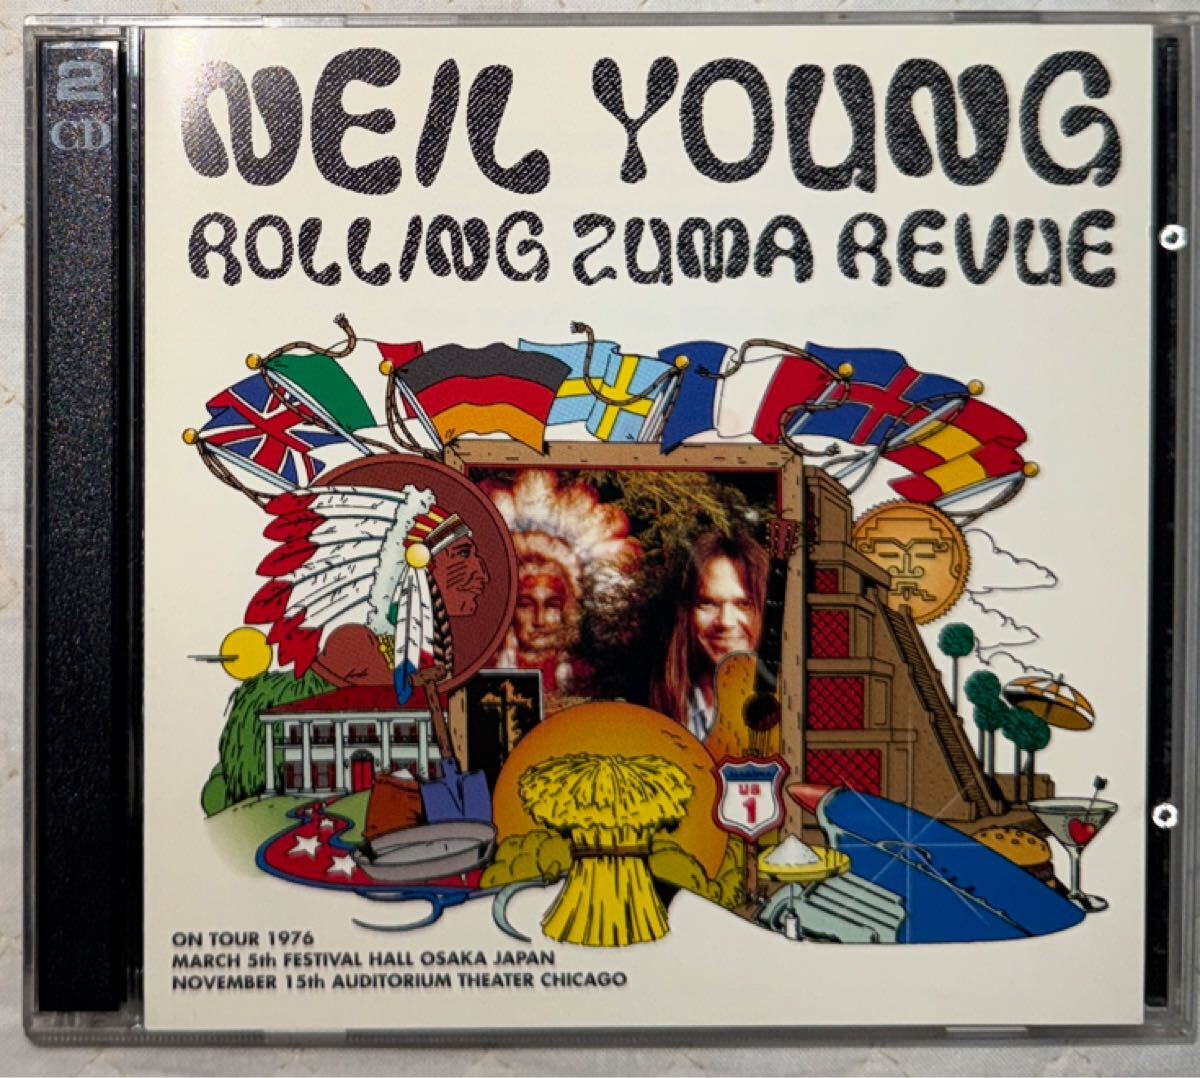 2
CD
NEIL YOUNG
ROLLING ZUMA REVUE
US
1
ON TOUR 1976
MARCH 5th FESTIVAL HALL OSAKA JAPAN
NOVEMBER 15th AUDITORIUM THEATER CHICAGO